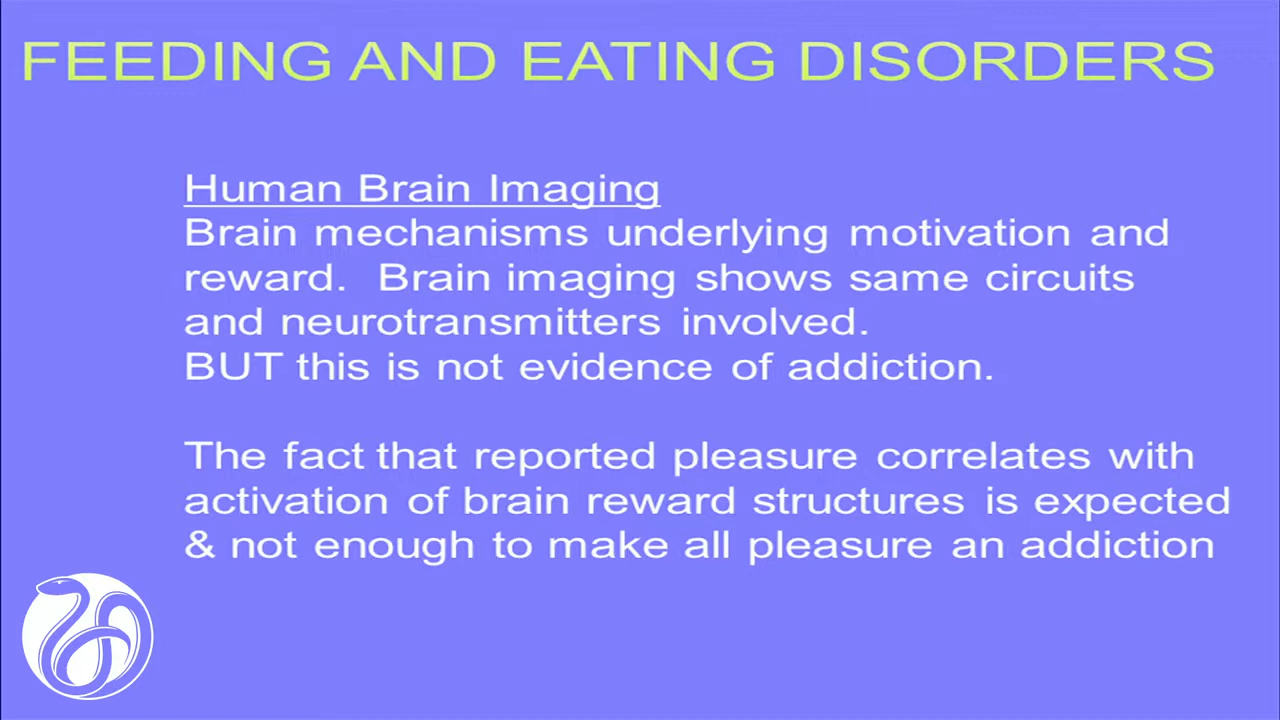 FEEDING AND EATING DISORDERS
Human Brain Imaging
Brain mechanisms underlying motivation and
reward. Brain imaging shows same circuits
and neurotransmitters involved.
BUT this is not evidence of addiction.
The fact that reported pleasure correlates with
activation of brain reward structures is expected
& not enough to make all pleasure an addiction